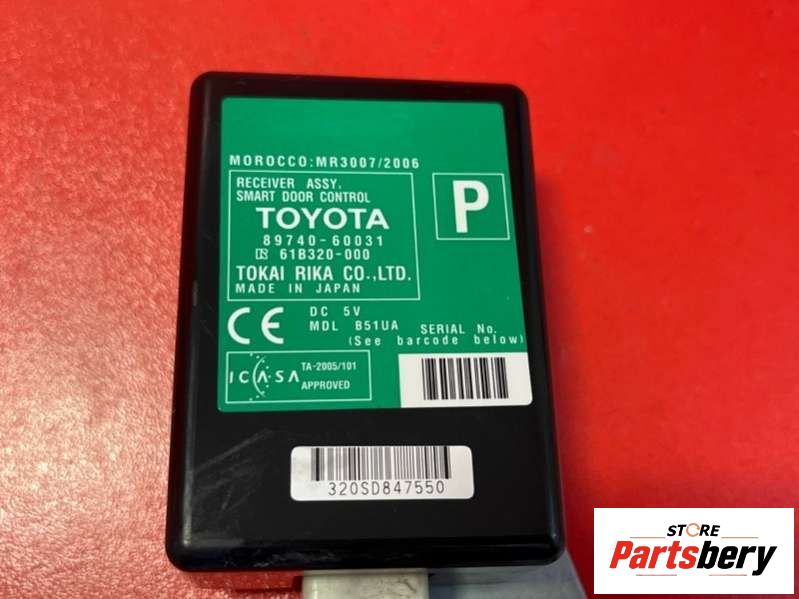 MOROCCO:MR3007/2006
RECEIVER ASSY.
SMART DOOR CONTROL
TOYOTA
89740-60031
61B320-000
TOKAI RIKA CO.,LTD.
MADE IN JAPAN
P
CE
DC 5V
MDL B51UA SERIAL No.
(See barcode below)
ICASA
TA-2005/101
APPROVED
320SD847550
STORE
Partsbery